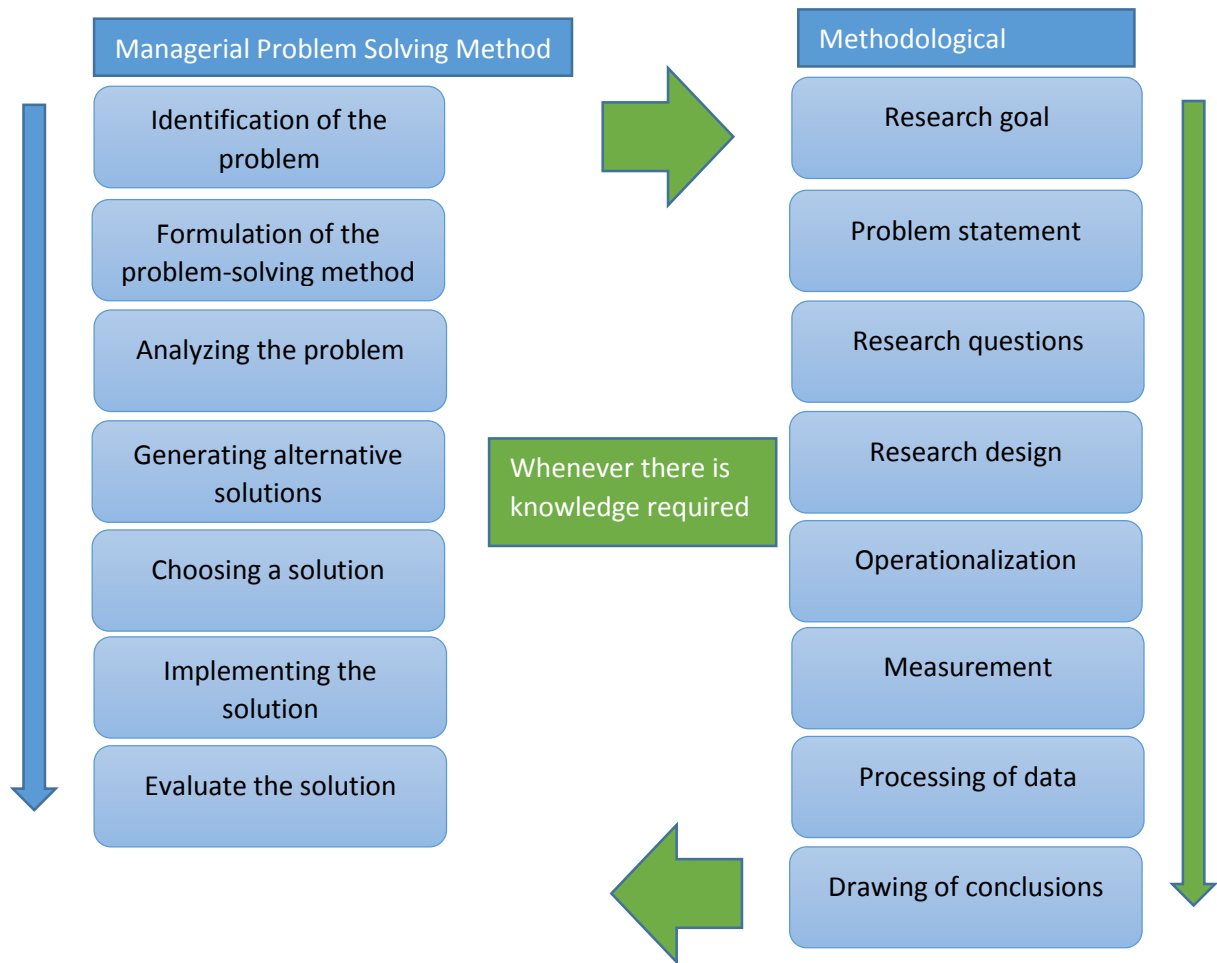 Managerial Problem Solving Method
Identification of the
problem
Formulation of the
problem-solving method
Analyzing the problem
Generating alternative
solutions
Choosing a solution
Implementing the
solution
Evaluate the solution
Whenever there is
knowledge required
Methodological
Research goal
Problem statement
Research questions
Research design
Operationalization
Measurement
Processing of data
Drawing of conclusions